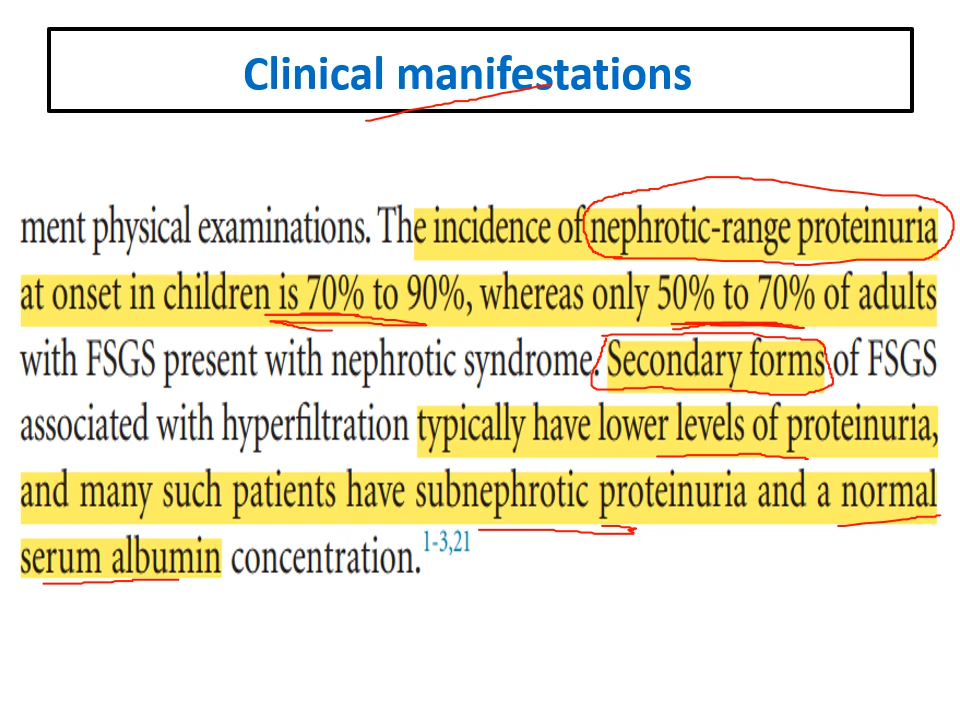 Clinical manifestations
ment physical examinations. The incidence of nephrotic-range proteinuria
at onset in children is 70% to 90%, whereas only 50% to 70% of adults
with FSGS present with nephrotic syndrome. Secondary forms of FSGS
associated with hyperfiltration typically have lower levels of proteinuria,
and many such patients have subnephrotic proteinuria and a normal
serum albumin concentration.1-3,21